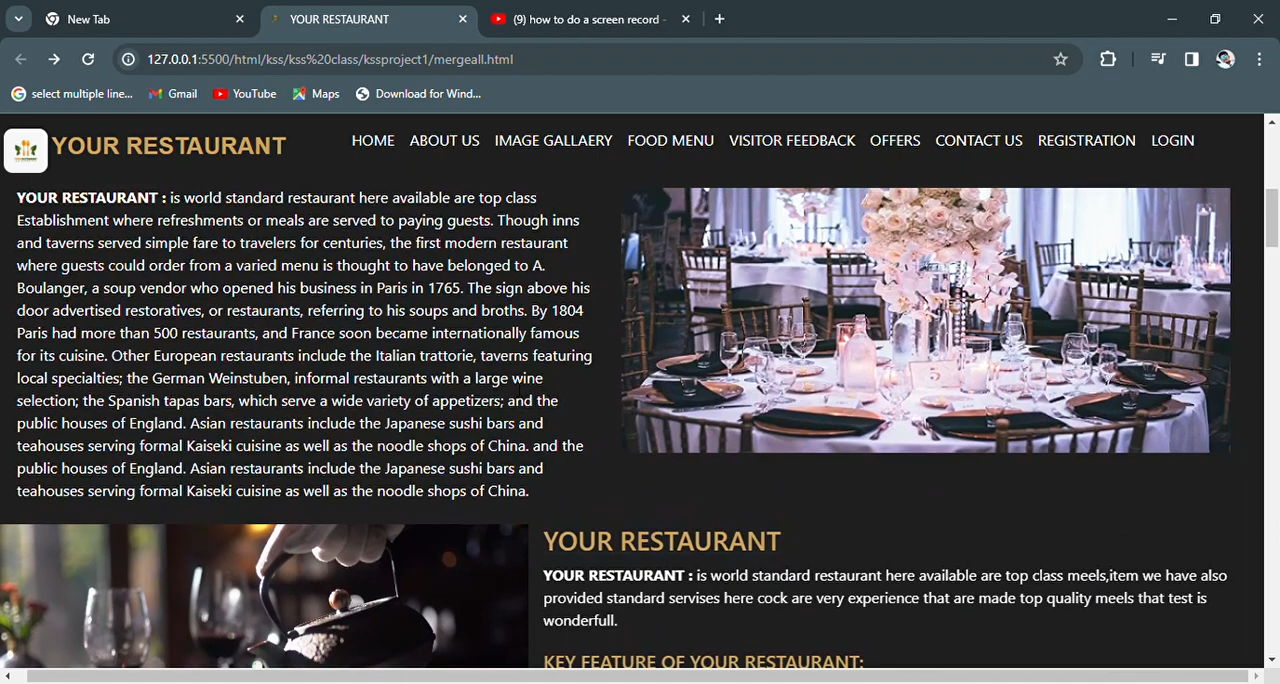 New Tab
YOUR RESTAURANT
(9) how to do a screen record -
127.0.0.1:5500/html/kss/kss%20class/kssproject1/mergeall.html
select multiple line...
Gmail
YouTube
Maps
Download for Wind...
YOUR RESTAURANT
HOME
ABOUT US
IMAGE GALLAERY
FOOD MENU
VISITOR FEEDBACK
OFFERS
CONTACT US
REGISTRATION
LOGIN
YOUR RESTAURANT : is world standard restaurant here available are top class
Establishment where refreshments or meals are served to paying guests. Though inns
and taverns served simple fare to travelers for centuries, the first modern restaurant
where guests could order from a varied menu is thought to have belonged to A.
Boulanger, a soup vendor who opened his business in Paris in 1765. The sign above his
door advertised restoratives, or restaurants, referring to his soups and broths. By 1804
Paris had more than 500 restaurants, and France soon became internationally famous
for its cuisine. Other European restaurants include the Italian trattorie, taverns featuring
local specialties; the German Weinstuben, informal restaurants with a large wine
selection; the Spanish tapas bars, which serve a wide variety of appetizers; and the
public houses of England. Asian restaurants include the Japanese sushi bars and
teahouses serving formal Kaiseki cuisine as well as the noodle shops of China. and the
public houses of England. Asian restaurants include the Japanese sushi bars and
teahouses serving formal Kaiseki cuisine as well as the noodle shops of China.
YOUR RESTAURANT
YOUR RESTAURANT : is world standard restaurant here available are top class meels,item we have also
provided standard servises here cock are very experience that are made top quality meels that test is
wonderfull.
KEY FEATURE OF YOUR RESTAURANT: